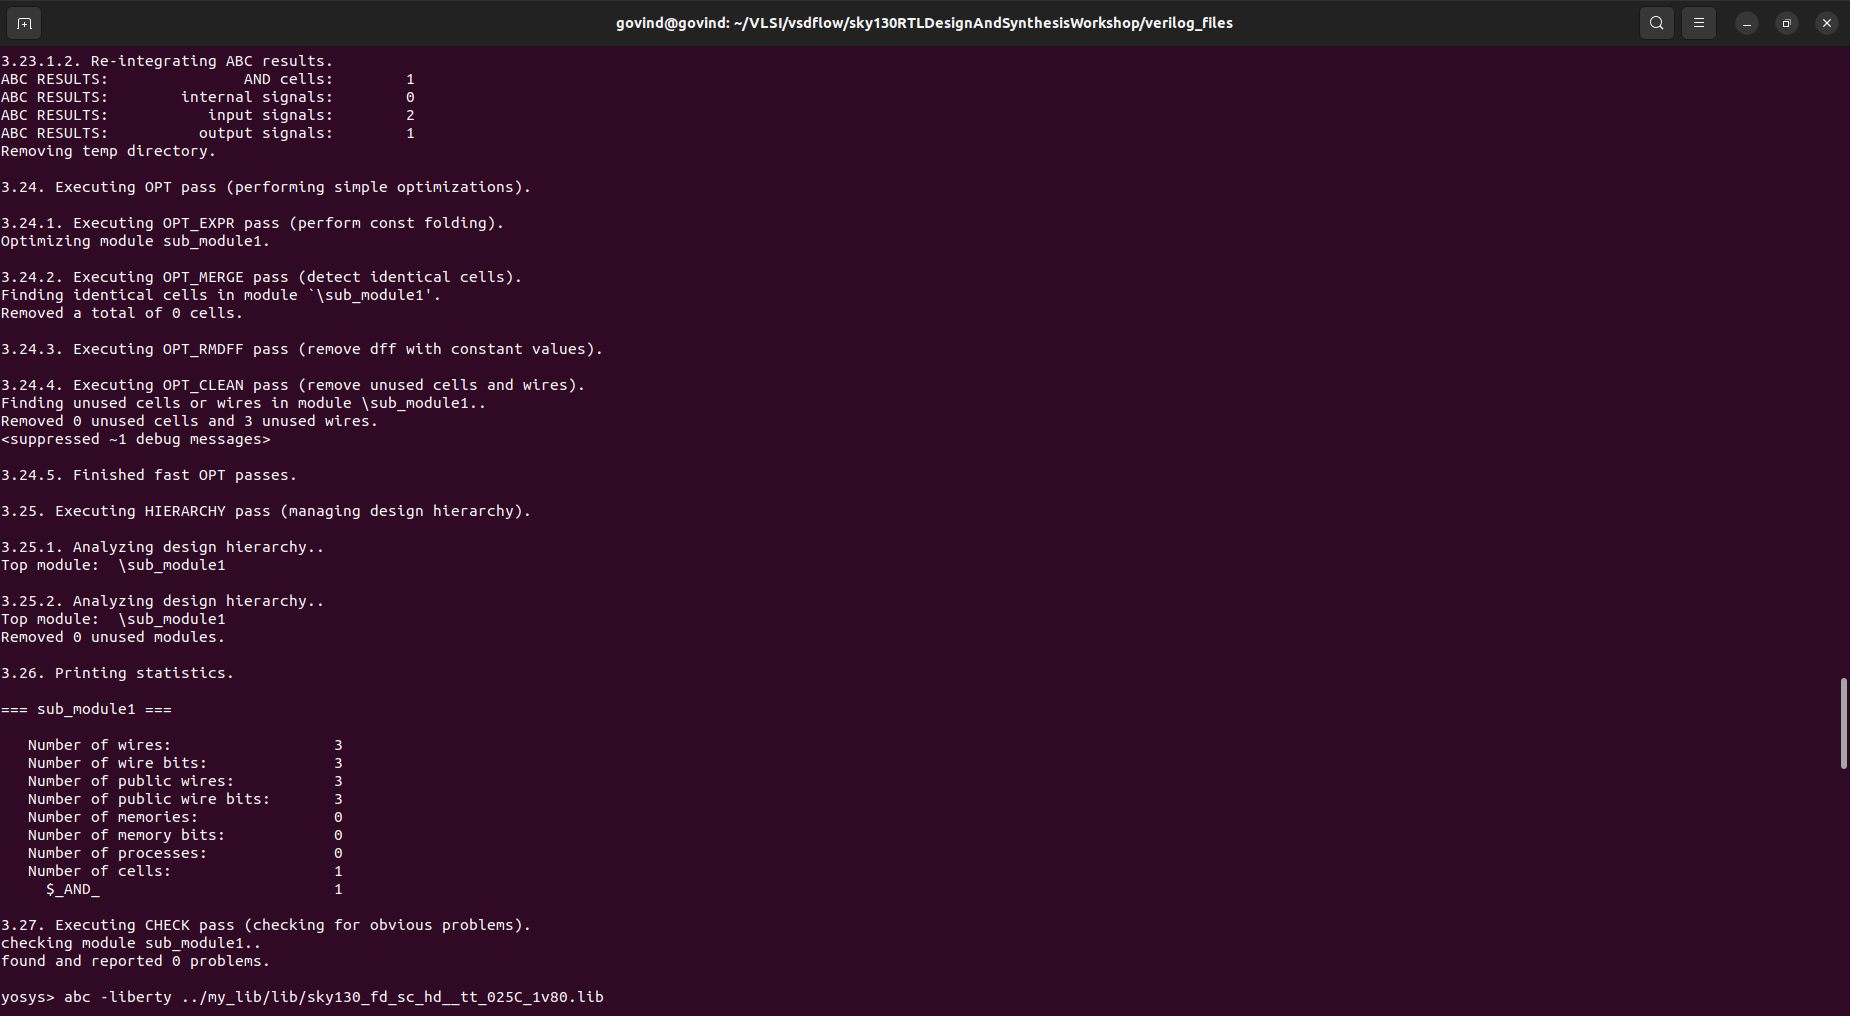 govind@govind: ~/VLSI/vsdflow/sky130RTLDesignAndSynthesisWorkshop/verilog_files
3.23.1.2. Re-integrating ABC results.
ABC RESULTS:               AND cells:        1
ABC RESULTS:        internal signals:        0
ABC RESULTS:           input signals:        2
ABC RESULTS:          output signals:        1
Removing temp directory.

3.24. Executing OPT pass (performing simple optimizations).

3.24.1. Executing OPT_EXPR pass (perform const folding).
Optimizing module sub_module1.

3.24.2. Executing OPT_MERGE pass (detect identical cells).
Finding identical cells in module `\sub_module1'.
Removed a total of 0 cells.

3.24.3. Executing OPT_RMDFF pass (remove dff with constant values).

3.24.4. Executing OPT_CLEAN pass (remove unused cells and wires).
Finding unused cells or wires in module \sub_module1..
Removed 0 unused cells and 3 unused wires.
<suppressed ~1 debug messages>

3.24.5. Finished fast OPT passes.

3.25. Executing HIERARCHY pass (managing design hierarchy).

3.25.1. Analyzing design hierarchy..
Top module:  \sub_module1

3.25.2. Analyzing design hierarchy..
Top module:  \sub_module1
Removed 0 unused modules.

3.26. Printing statistics.

=== sub_module1 ===

   Number of wires:                  3
   Number of wire bits:              3
   Number of public wires:           3
   Number of public wire bits:       3
   Number of memories:               0
   Number of memory bits:            0
   Number of processes:              0
   Number of cells:                  1
     $_AND_                          1

3.27. Executing CHECK pass (checking for obvious problems).
checking module sub_module1..
found and reported 0 problems.

yosys> abc -liberty ../my_lib/lib/sky130_fd_sc_hd__tt_025C_1v80.lib